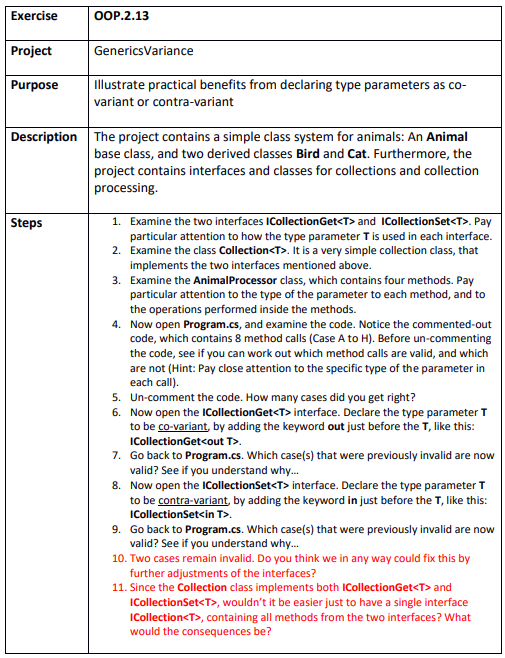 Exercise OOP.2.13
Project GenericsVariance
Purpose Illustrate practical benefits from declaring type parameters as co-
variant or contra-variant
Description The project contains a simple class system for animals: An Animal
base class, and two derived classes Bird and Cat. Furthermore, the
project contains interfaces and classes for collections and collection
processing.
Steps
1. Examine the two interfaces ICollectionGet<T> and ICollectionSet<T>. Pay
particular attention to how the type parameter T is used in each interface.
2. Examine the class Collection<T>. It is a very simple collection class, that
implements the two interfaces mentioned above.
3. Examine the AnimalProcessor class, which contains four methods. Pay
particular attention to the type of the parameter to each method, and to
the operations performed inside the methods.
4. Now open Program.cs, and examine the code. Notice the commented-out
code, which contains 8 method calls (Case A to H). Before un-commenting
the code, see if you can work out which method calls are valid, and which
are not (Hint: Pay close attention to the specific type of the parameter in
each call).
5. Un-comment the code. How many cases did you get right?
6. Now open the ICollectionGet<T> interface. Declare the type parameter T
to be co-variant, by adding the keyword out just before the T, like this:
ICollectionGet<out T>.
7. Go back to Program.cs. Which case(s) that were previously invalid are now
valid? See if you understand why...
8. Now open the ICollectionSet<T> interface. Declare the type parameter T
to be contra-variant, by adding the keyword in just before the T, like this:
ICollectionSet<in T>.
9. Go back to Program.cs. Which case(s) that were previously invalid are now
valid? See if you understand why...
10. Two cases remain invalid. Do you think we in any way could fix this by
further adjustments of the interfaces?
11. Since the Collection class implements both ICollectionGet<T> and
ICollectionSet<T>, wouldn't it be easier just to have a single interface
ICollection<T>, containing all methods from the two interfaces? What
would the consequences be?